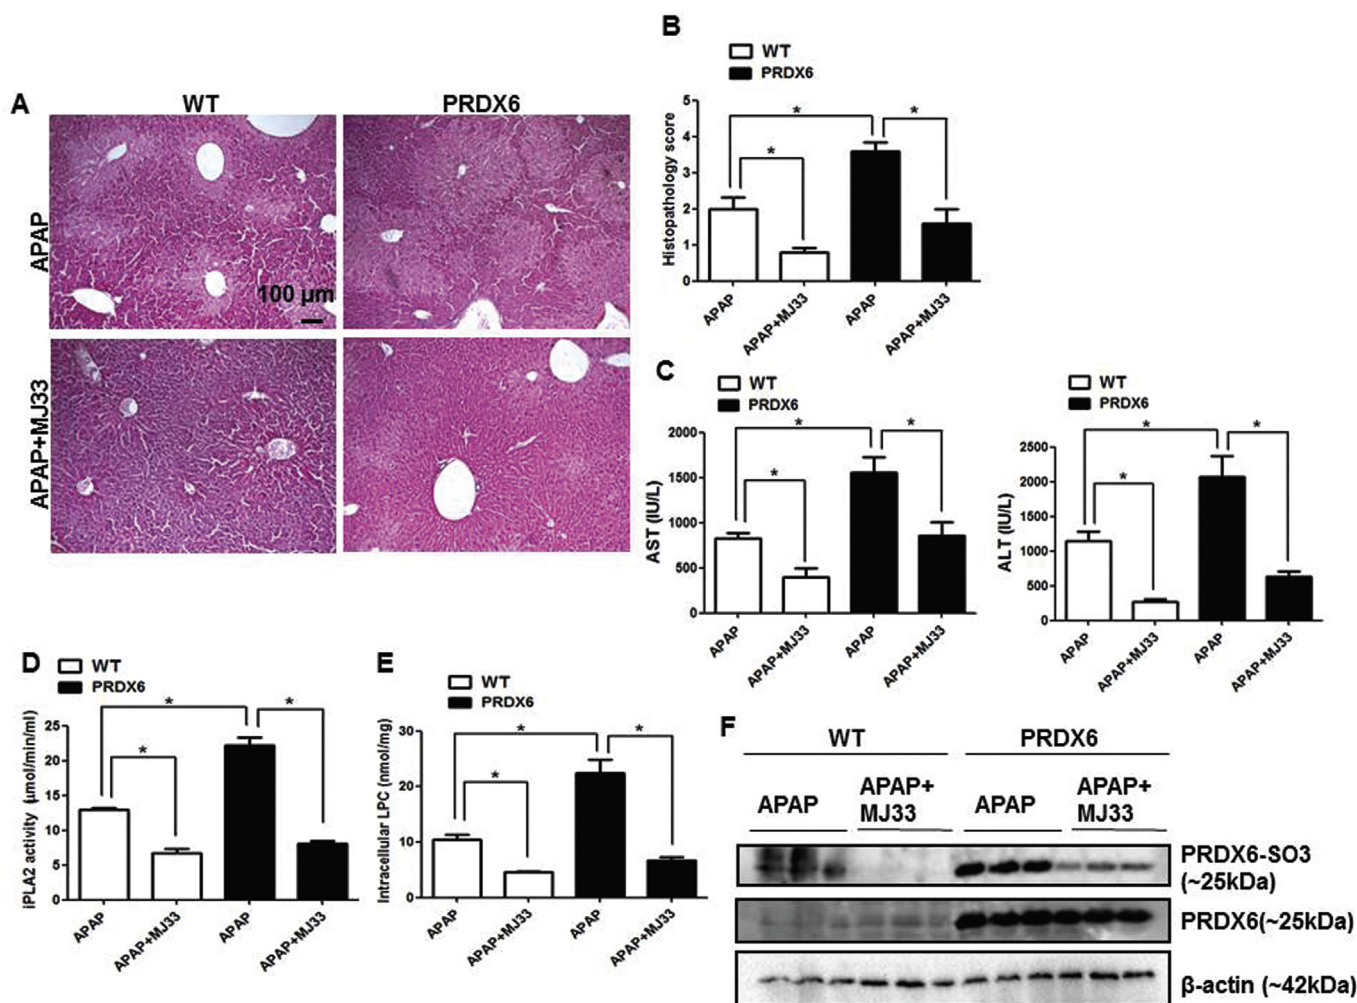 B
WT
PRDX6
A
WT
PRDX6
APAP
APAP+MJ33
100 µm
Histopathology score
5
4
3
2
1
0
*
*
*
APAP
APAP+MJ33
APAP
APAP+MJ33
C
WT
PRDX6
AST (IU/L)
2000
1500
1000
500
0
*
*
*
APAP
APAP+MJ33
APAP
APAP+MJ33
WT
PRDX6
ALT (IU/L)
2500
2000
1500
1000
500
0
*
*
*
APAP
APAP+MJ33
APAP
APAP+MJ33
D
WT
PRDX6
iPLA2 activity (µmol/min/ml)
25
20
15
10
5
0
*
*
*
APAP
APAP+MJ33
APAP
APAP+MJ33
E
WT
PRDX6
Intracellular LPC (nmol/mg)
30
20
10
0
*
*
*
APAP
APAP+MJ33
APAP
APAP+MJ33
F
WT
PRDX6
APAP
APAP+
MJ33
APAP
APAP+
MJ33
PRDX6-SO3
(~25kDa)
PRDX6(~25kDa)
β-actin (~42kDa)